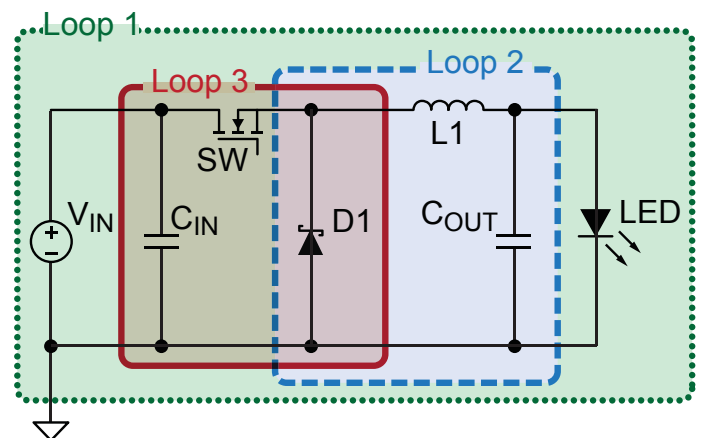 Loop 1
Loop 2
Loop 3
SW
L1
VIN
CIN
D1
COUT
LED